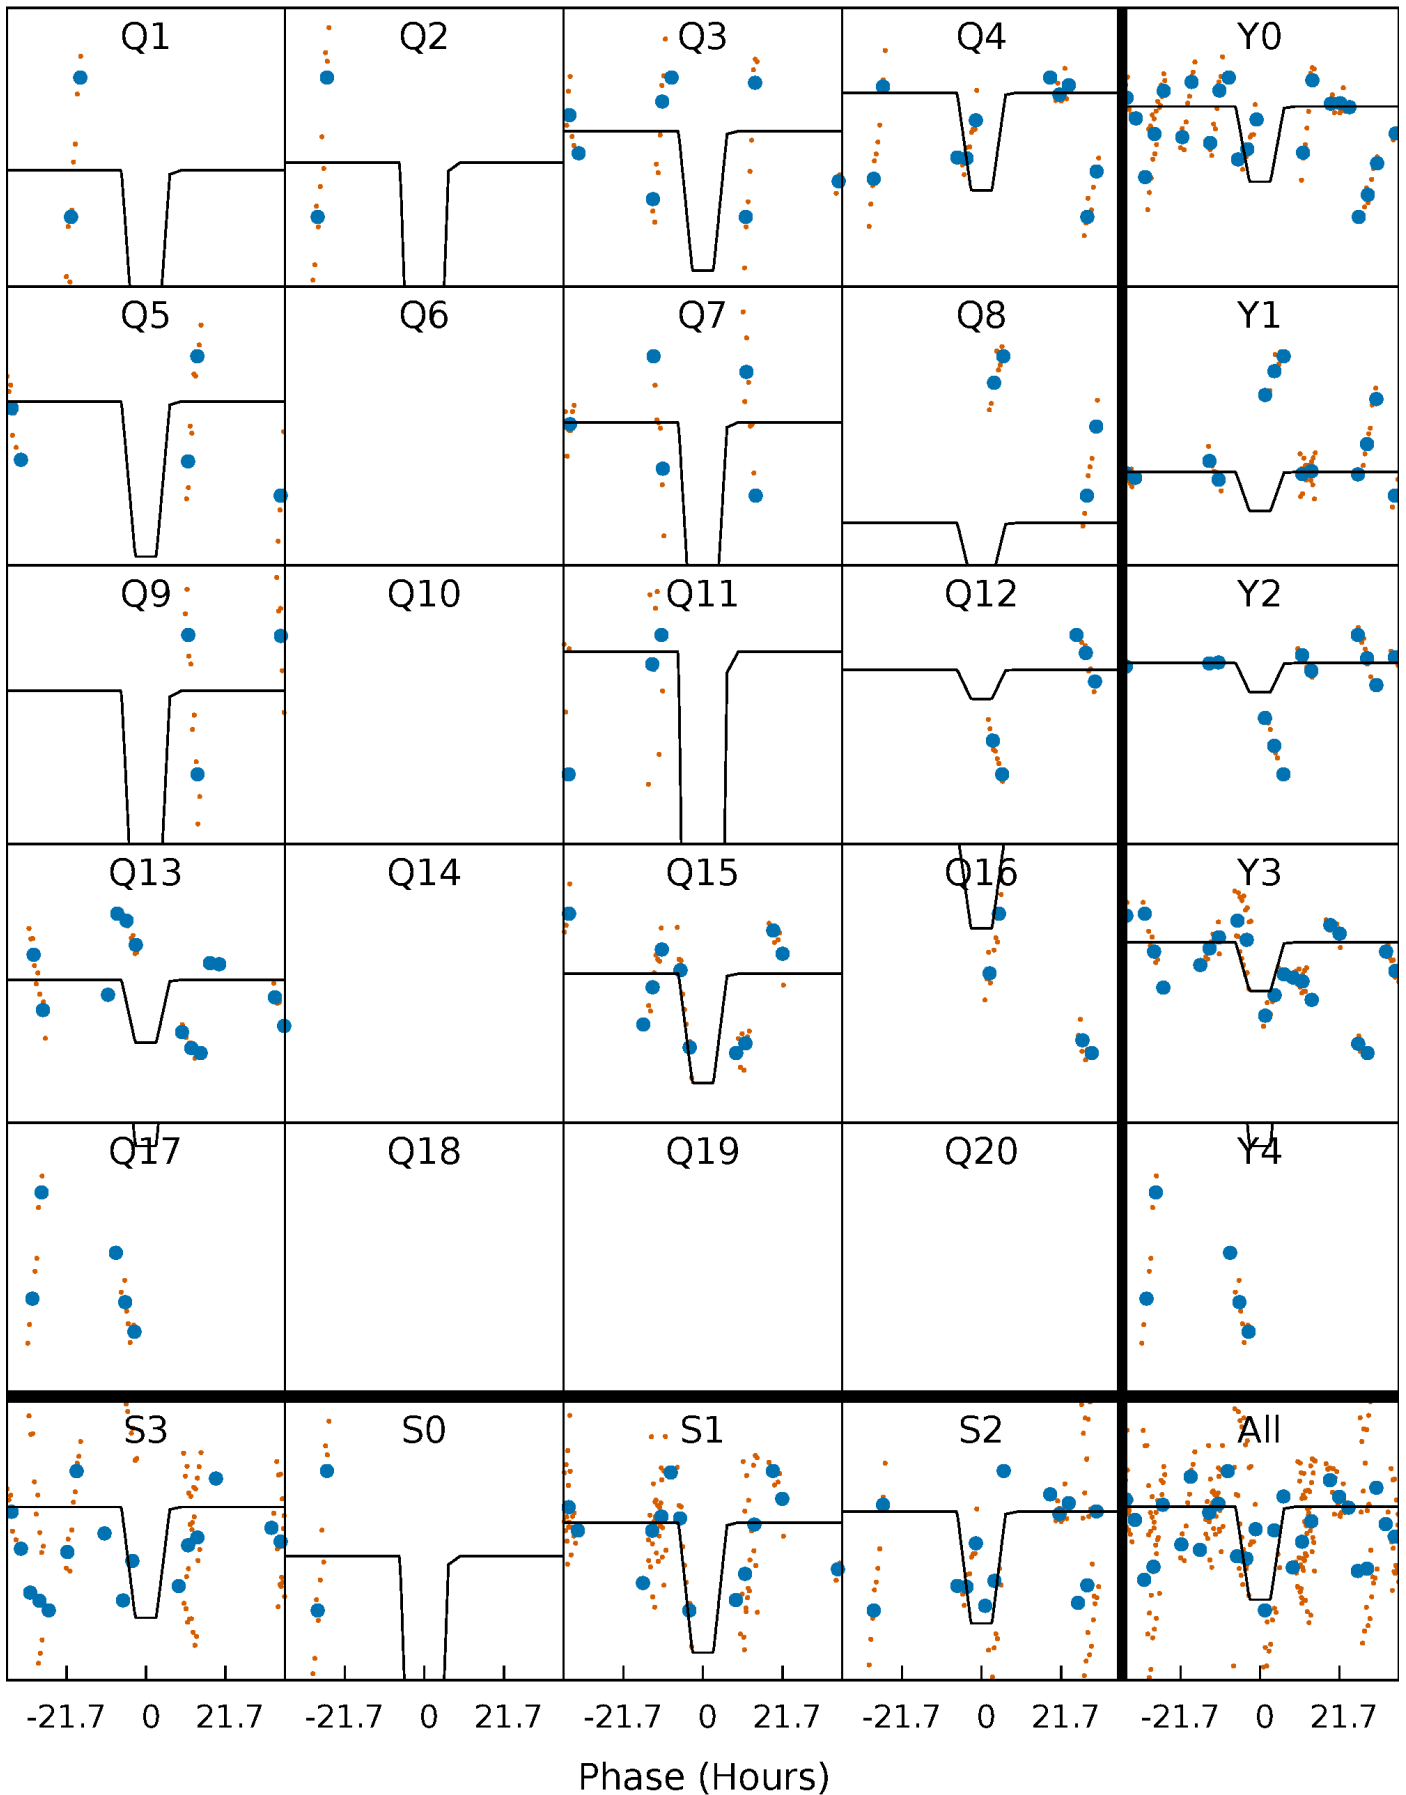 Q1 Q2 Q3 Q4 Y0
Q5 Q6 Q7 Q8 Y1
Q9 Q10 Q11 Q12 Y2
Q13 Q14 Q15 Q16 Y3
Q17 Q18 Q19 Q20 Y4
S3 S0 S1 S2 All
-21.7 0 21.7 -21.7 0 21.7 -21.7 0 21.7 -21.7 0 21.7 -21.7 0 21.7
Phase (Hours)